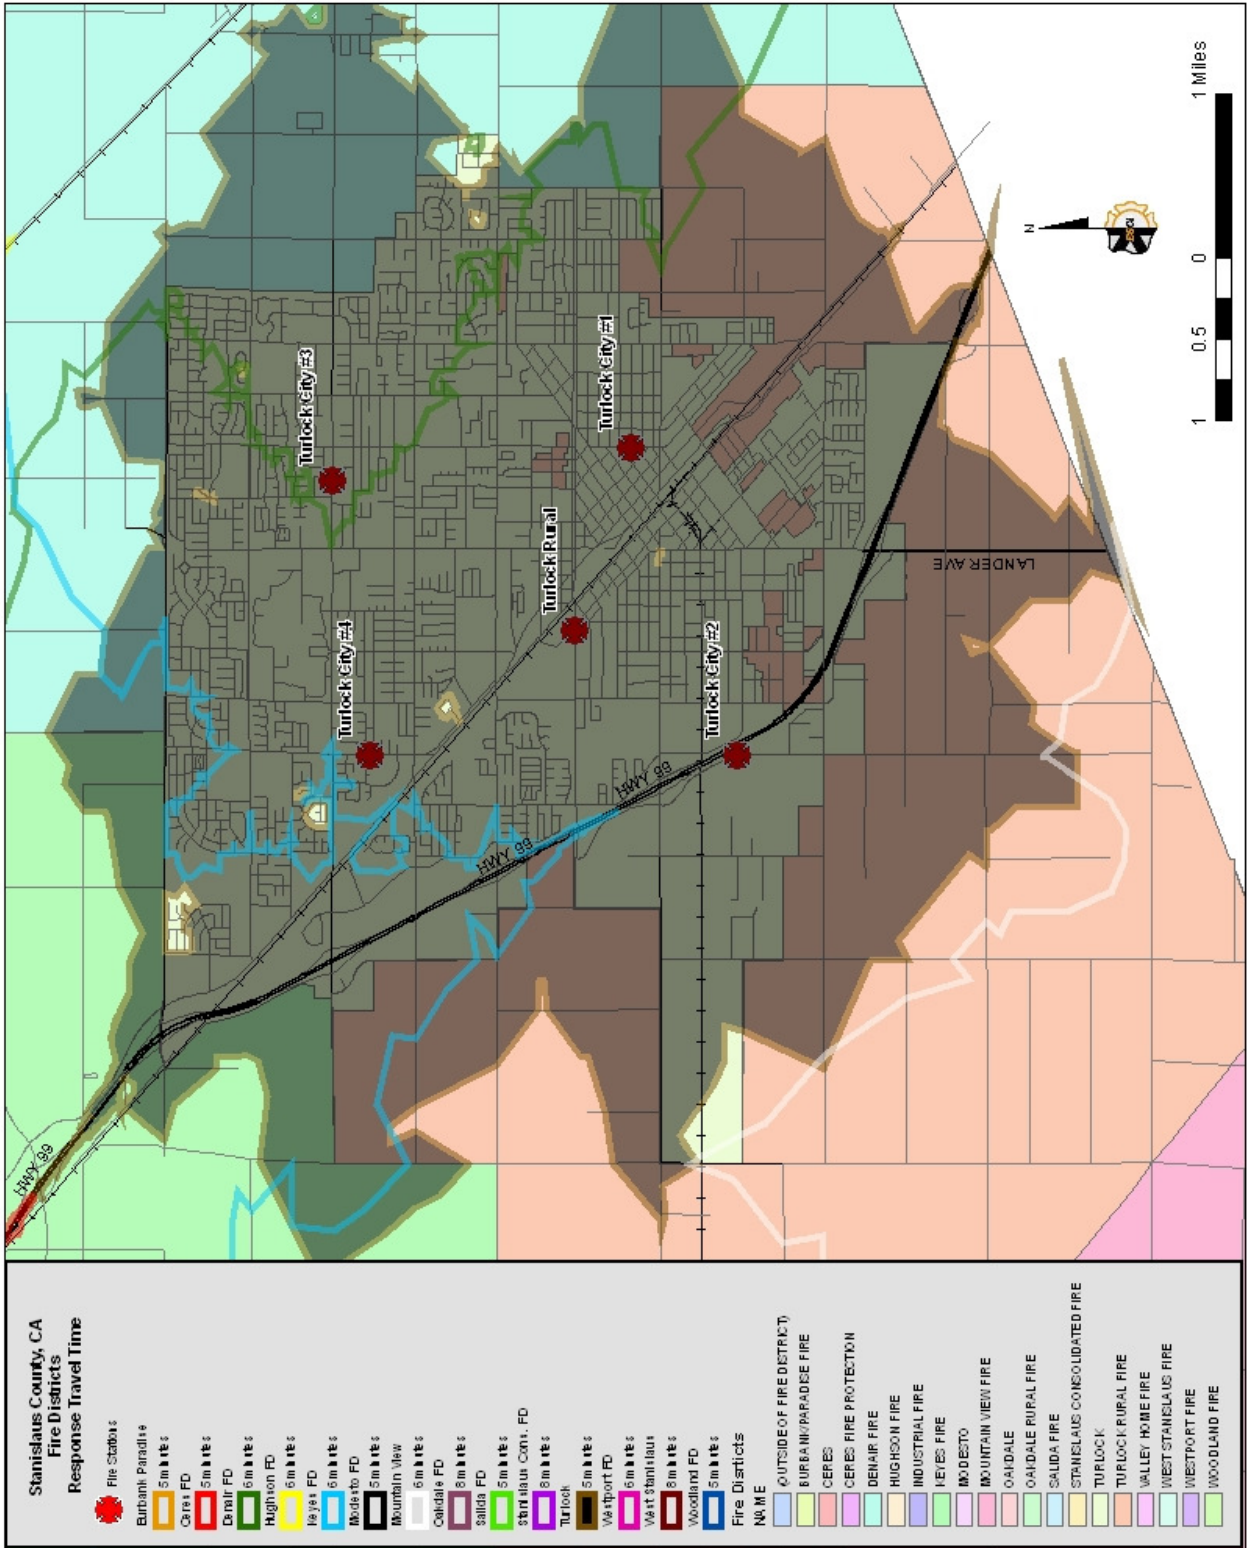 Stanislaus County, CA
Fire Districts
Response Travel Time
Fire Stations
Burbank Paradise
5 minutes
Ceres FD
5 minutes
Denair FD
6 minutes
Hughson FD
6 minutes
Keyes FD
6 minutes
Modesto FD
5 minutes
Mountain View
6 minutes
Oakdale FD
8 minutes
Salida FD
5 minutes
Stanislaus Cons. FD
8 minutes
Turlock
5 minutes
Westport FD
6 minutes
West Stanislaus
8 minutes
Woodland FD
5 minutes
Fire Districts
NAME
(OUTSIDE OF FIRE DISTRICT)
BURBANK/PARADISE FIRE
CERES
CERES FIRE PROTECTION
DENAIR FIRE
HUGHSON FIRE
INDUSTRIAL FIRE
KEYES FIRE
MODESTO
MOUNTAIN VIEW FIRE
OAKDALE
OAKDALE RURAL FIRE
SALIDA FIRE
STANISLAUS CONSOLIDATED FIRE
TURLOCK
TURLOCK RURAL FIRE
VALLEY HOME FIRE
WEST STANISLAUS FIRE
WESTPORT FIRE
WOODLAND FIRE
HWY 99
HWY 99
HWY 99
Turlock City #4
Turlock City #3
Turlock Rural
Turlock City #1
Turlock City #2
LANDER AVE
N
1 0.5 0 1 Miles